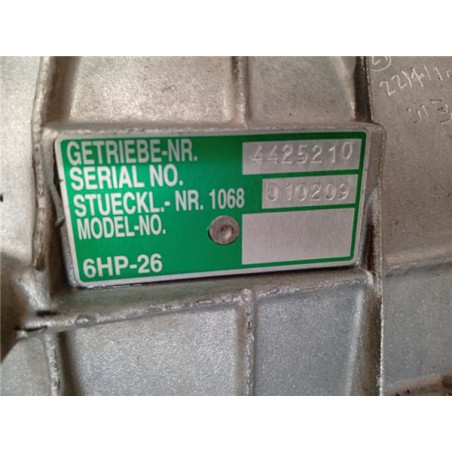 GETRIEBE-NR. 4425210
SERIAL NO.
STUECKL.- NR. 1068 010209
MODEL-NO.
6HP-26